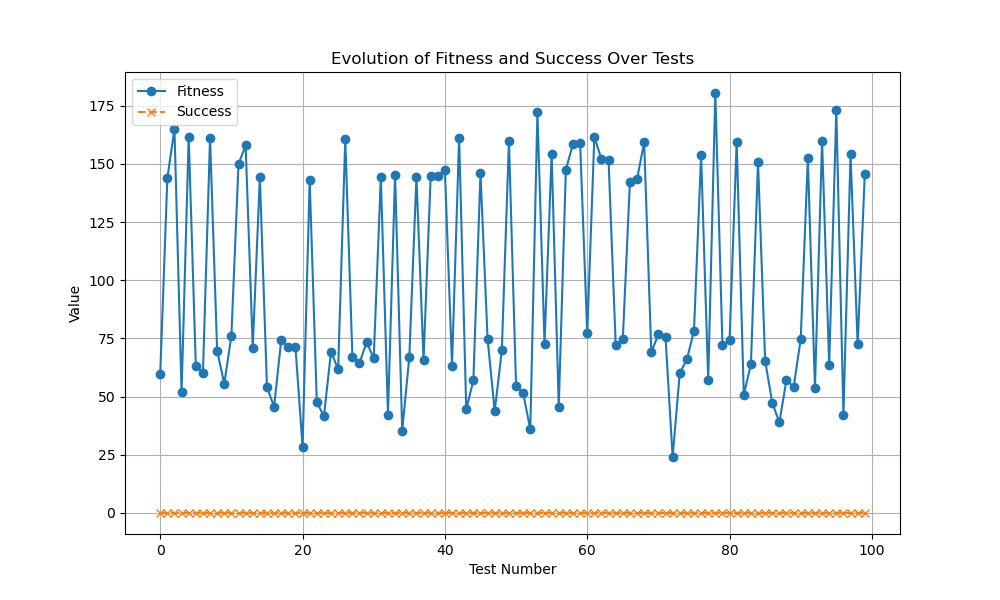 Evolution of Fitness and Success Over Tests
Fitness
Success
175
150
125
100
75
50
25
0
Value
0 20 40 60 80 100
Test Number